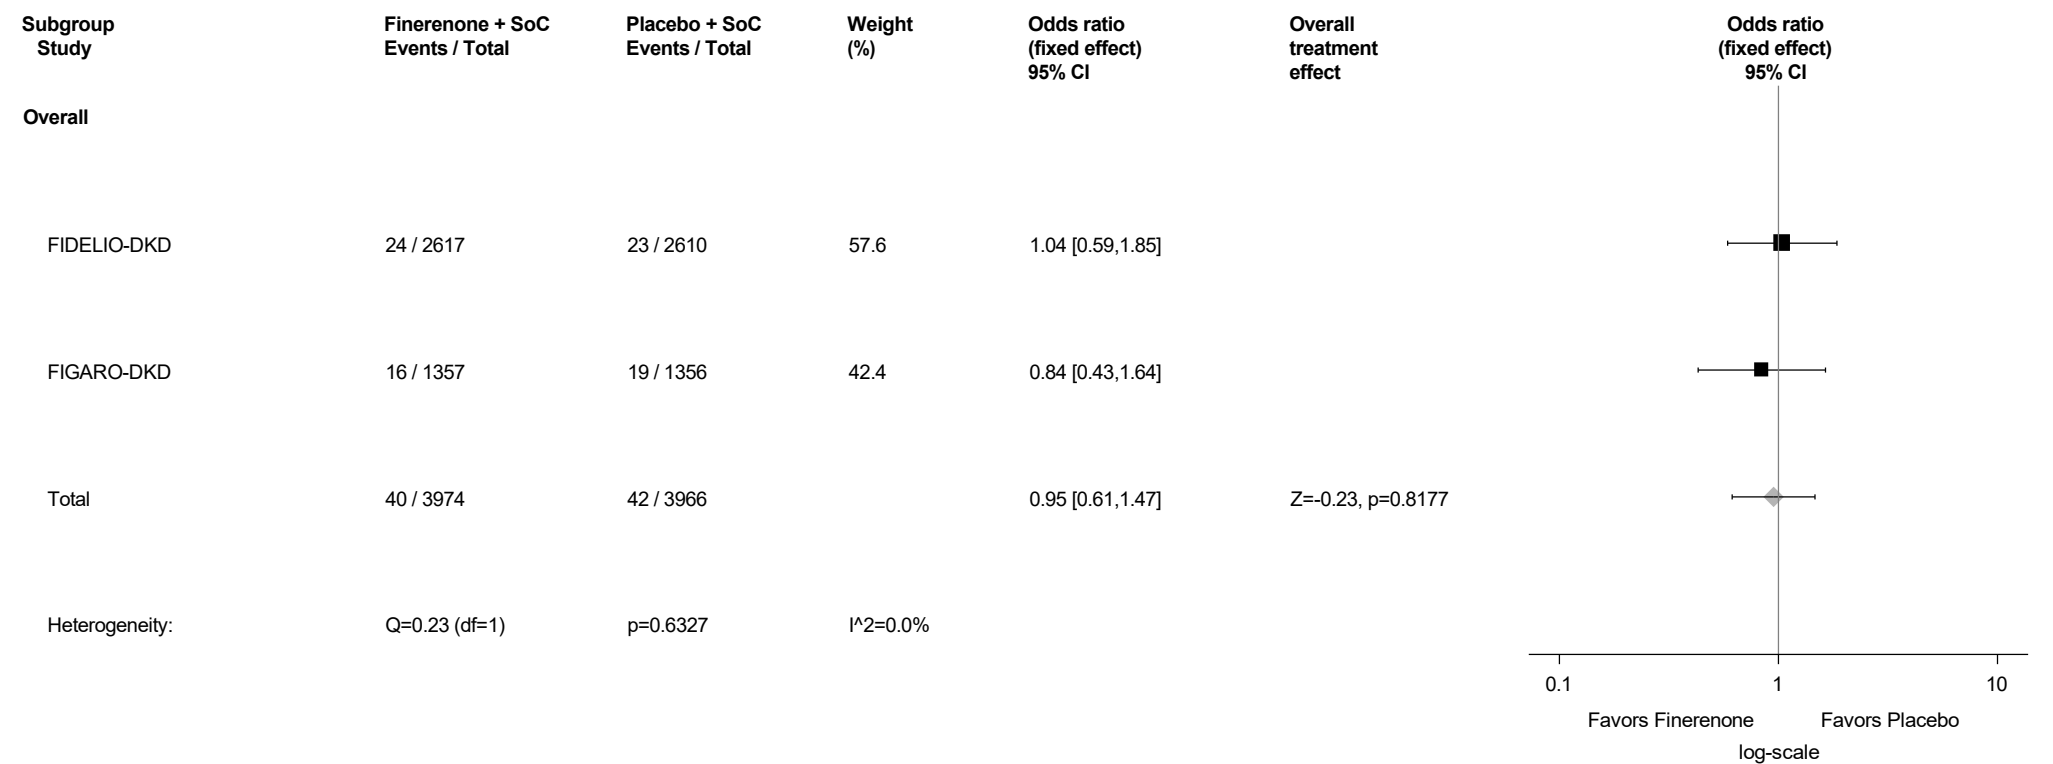 Subgroup Finerenone + SoC Placebo + SoC Weight Odds ratio Overall Odds ratio
Study Events / Total Events / Total (%) (fixed effect) treatment (fixed effect)
95% CI effect 95% CI
Overall
FIDELIO-DKD 24 / 2617 23 / 2610 57.6 1.04 [0.59,1.85]
FIGARO-DKD 16 / 1357 19 / 1356 42.4 0.84 [0.43,1.64]
Total 40 / 3974 42 / 3966 0.95 [0.61,1.47] Z=-0.23, p=0.8177
Heterogeneity: Q=0.23 (df=1) p=0.6327 I^2=0.0%
0.1 1 10
Favors Finerenone Favors Placebo
log-scale